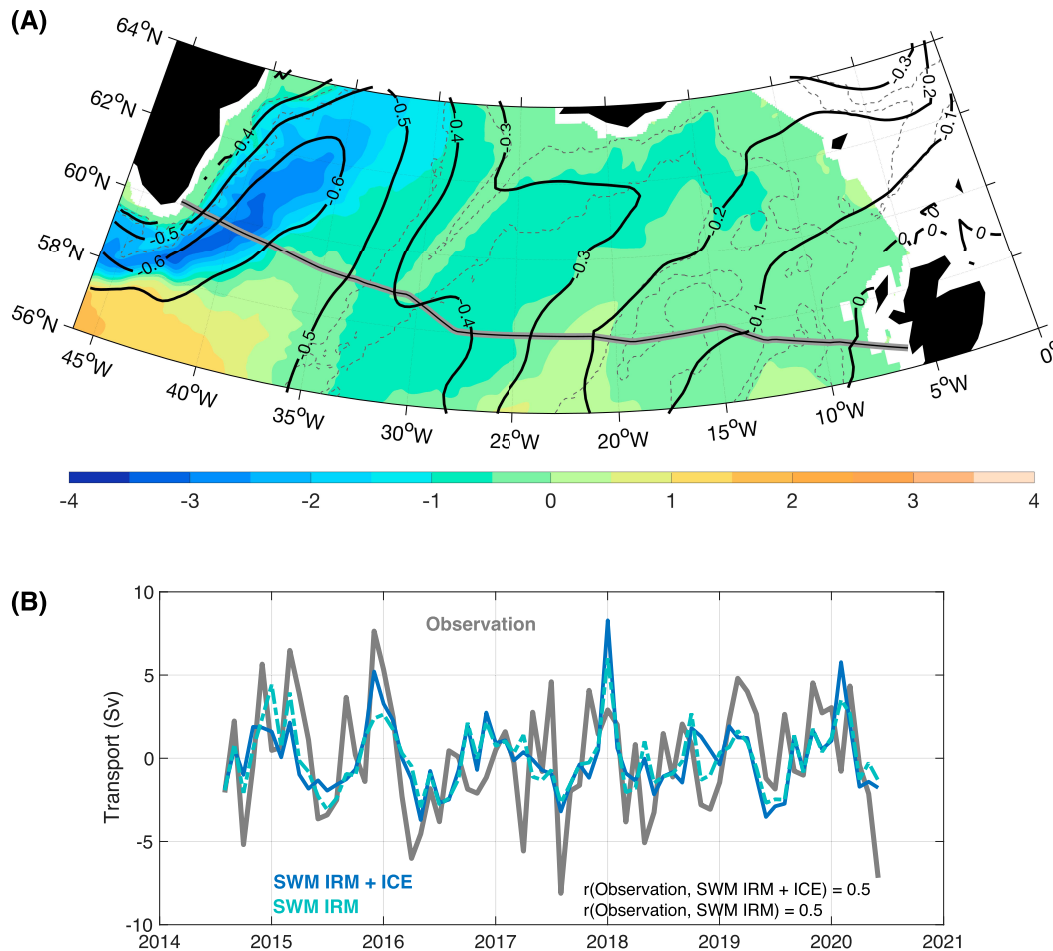 (A)
64°N
62°N
60°N
58°N
56°N
45°W
40°W
35°W
30°W
25°W
20°W
15°W
10°W
5°W
0°
-0.4
-0.5
-0.4
-0.3
-0.3
-0.2
-0.1
-0.6
-0.5
-0.6
-0.5
-0.4
-0.3
-0.2
-0.1
0
0
0
0
0
-4
-3
-2
-1
0
1
2
3
4
(B)
10
5
0
-5
-10
Transport (Sv)
Observation
SWM IRM + ICE
SWM IRM
r(Observation, SWM IRM + ICE) = 0.5
r(Observation, SWM IRM) = 0.5
2014
2015
2016
2017
2018
2019
2020
2021